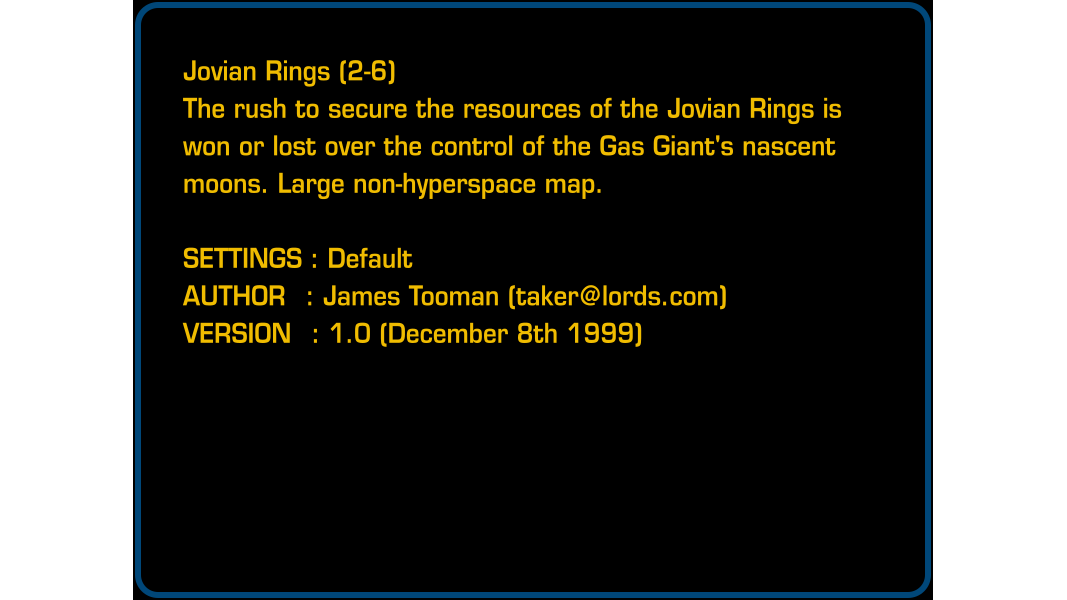 Jovian Rings (2-6)
The rush to secure the resources of the Jovian Rings is
won or lost over the control of the Gas Giant's nascent
moons. Large non-hyperspace map.
SETTINGS : Default
AUTHOR : James Tooman (taker@lords.com)
VERSION : 1.0 (December 8th 1999)